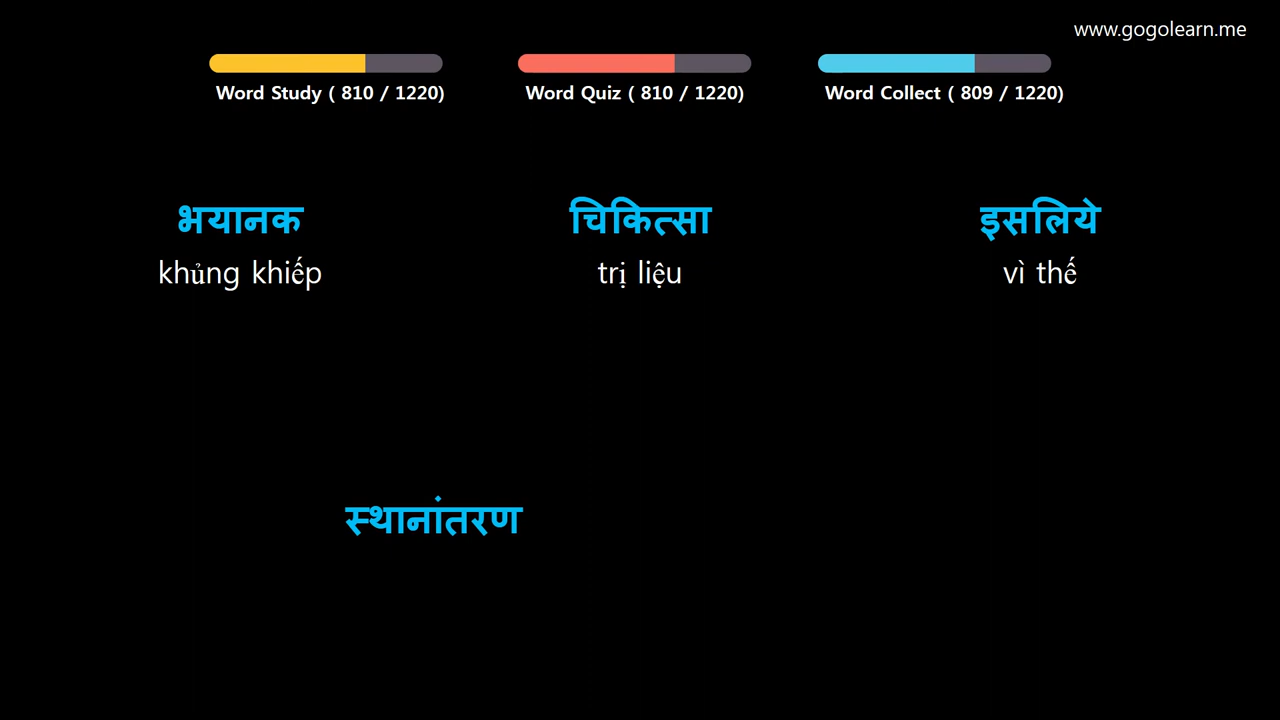 www.gogolearn.me
Word Study ( 810 / 1220)
Word Quiz ( 810 / 1220)
Word Collect ( 809 / 1220)
भयानक
चिकित्सा
इसलिये
khủng khiếp
trị liệu
vì thế
स्थानांतरण